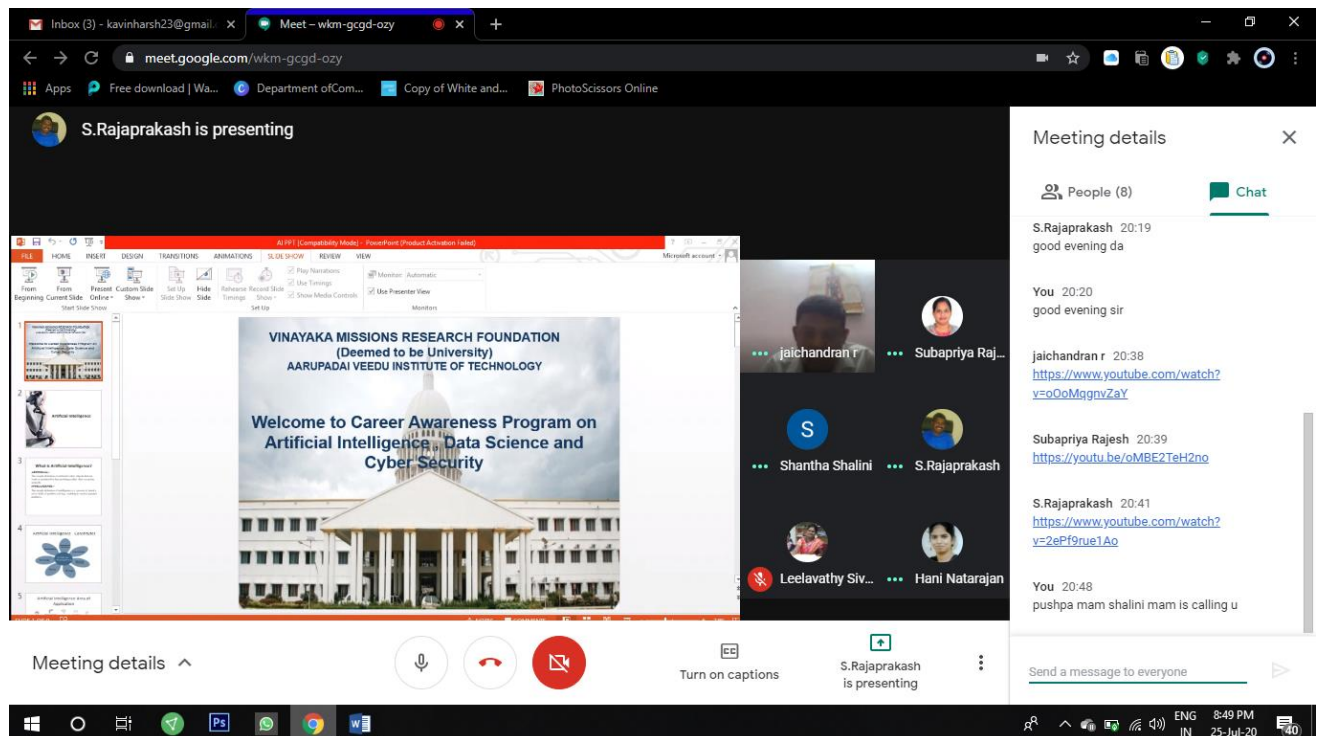 Inbox (3) - kavinharsh23@gmail.
Meet – wkm-gcgd-ozy
meet.google.com/wkm-gcgd-ozy
Apps
Free download | Wa...
Department ofCom...
Copy of White and...
PhotoScissors Online
S.Rajaprakash is presenting
AI PPT [Compatibility Mode] - PowerPoint (Product Activation Failed)
FILE HOME INSERT DESIGN TRANSITIONS ANIMATIONS SLIDE SHOW REVIEW VIEW
Microsoft account
From Beginning
From Current Slide
Present Online
Custom Slide Show
Set Up Slide Show
Hide Slide
Rehearse Timings
Record Slide Show
Play Narrations
Use Timings
Show Media Controls
Monitor: Automatic
Use Presenter View
Start Slide Show
Set Up
Monitors
1
2
Artificial Intelligence
3
What is Artificial Intelligence?
4
5
VINAYAKA MISSIONS RESEARCH FOUNDATION
(Deemed to be University)
AARUPADAI VEEDU INSTITUTE OF TECHNOLOGY
Welcome to Career Awareness Program on
Artificial Intelligence , Data Science and
Cyber Security
jaichandran r
Subapriya Raj...
S
Shantha Shalini
S.Rajaprakash
Leelavathy Siv...
Hani Natarajan
Meeting details
People (8)
Chat
S.Rajaprakash 20:19
good evening da
You 20:20
good evening sir
jaichandran r 20:38
https://www.youtube.com/watch?
v=oOoMqgnvZaY
Subapriya Rajesh 20:39
https://youtu.be/oMBE2TeH2no
S.Rajaprakash 20:41
https://www.youtube.com/watch?
v=2ePf9rue1Ao
You 20:48
pushpa mam shalini mam is calling u
Send a message to everyone
Meeting details
CC
Turn on captions
S.Rajaprakash
is presenting
Ps
W
ENG
IN
8:49 PM
25-Jul-20
40